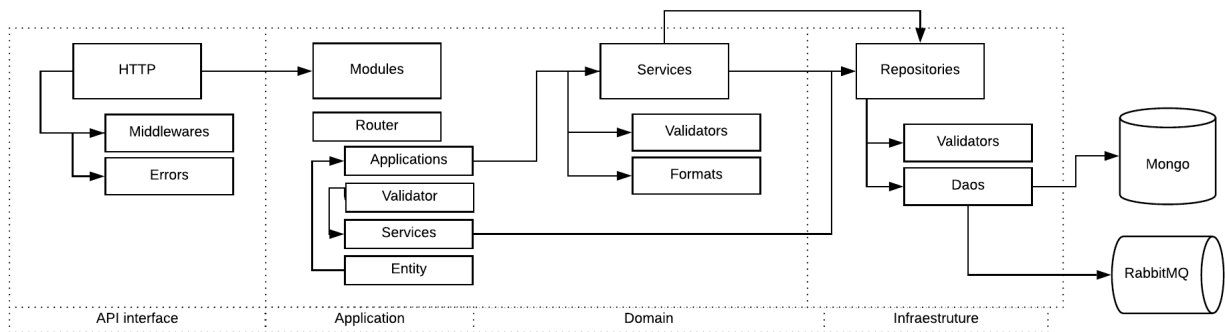 HTTP
Middlewares
Errors
Modules
Router
Applications
Validator
Services
Entity
Services
Validators
Formats
Repositories
Validators
Daos
Mongo
RabbitMQ
API interface
Application
Domain
Infraestruture